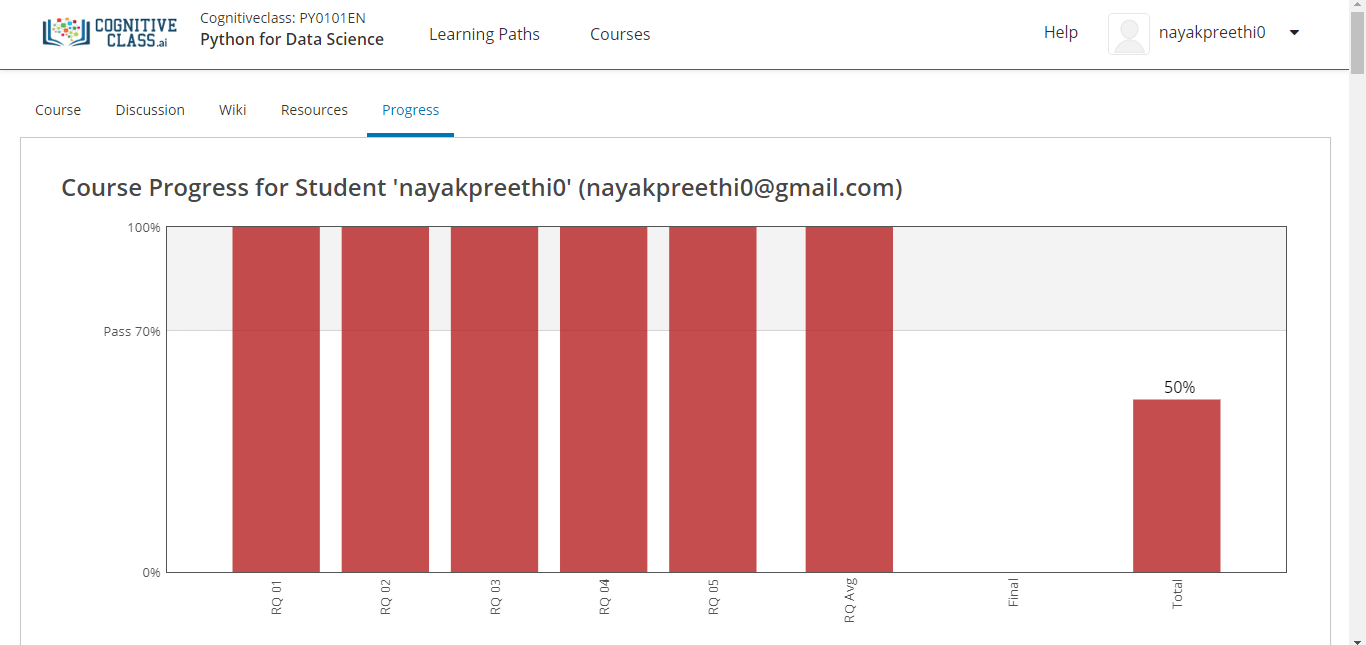 COGNITIVE
CLASS.ai
Cognitiveclass: PY0101EN
Python for Data Science
Learning Paths
Courses
Help
nayakpreethi0
Course
Discussion
Wiki
Resources
Progress
Course Progress for Student 'nayakpreethi0' (nayakpreethi0@gmail.com)
100%
Pass 70%
50%
0%
RQ 01
RQ 02
RQ 03
RQ 04
RQ 05
RQ Avg
Final
Total